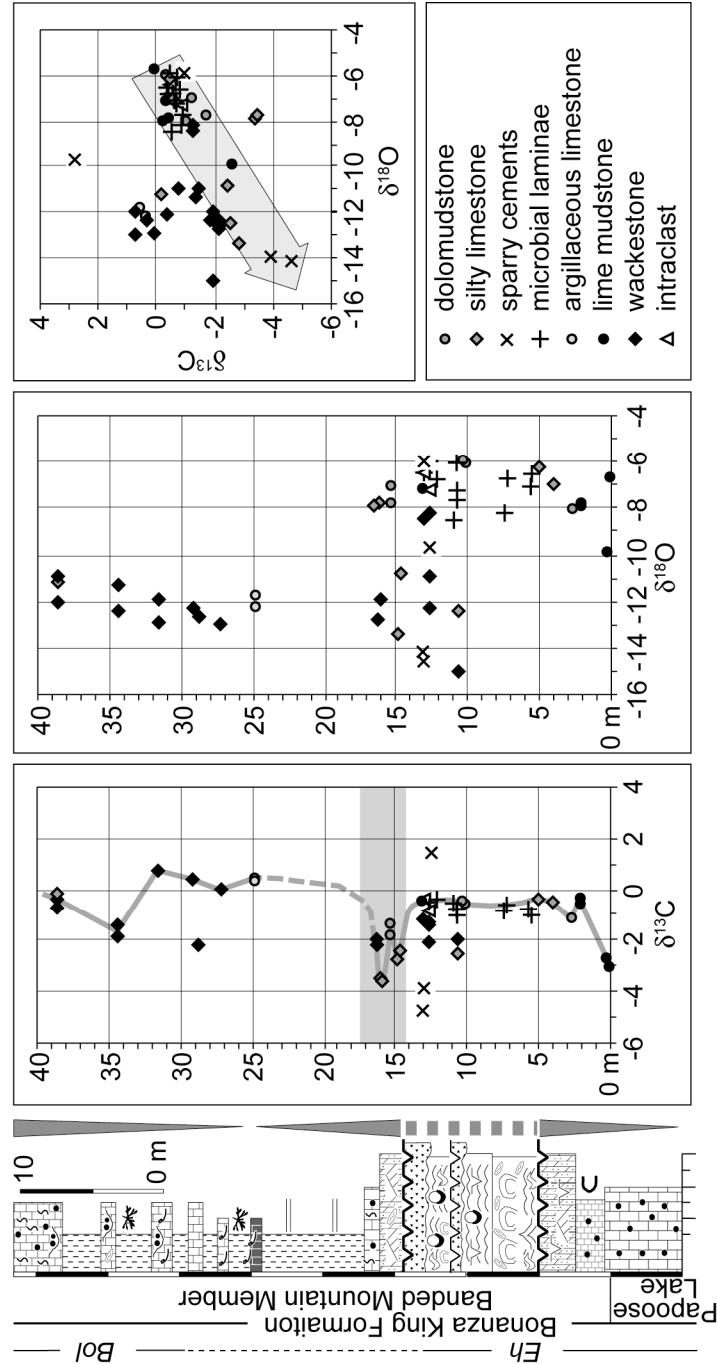 Bol
Eh
Bonanza King Formaiton
Banded Mountain Member
Papoose
Lake
10
0 m
40
35
30
25
20
15
10
5
0 m
-6
-4
-2
0
2
4
δ13C
40
35
30
25
20
15
10
5
0 m
-16
-14
-12
-10
-8
-6
-4
δ18O
4
2
0
-2
-4
-6
δ13C
-16
-14
-12
-10
-8
-6
-4
δ18O
dolomudstone
silty limestone
sparry cements
microbial laminae
argillaceous limestone
lime mudstone
wackestone
intraclast